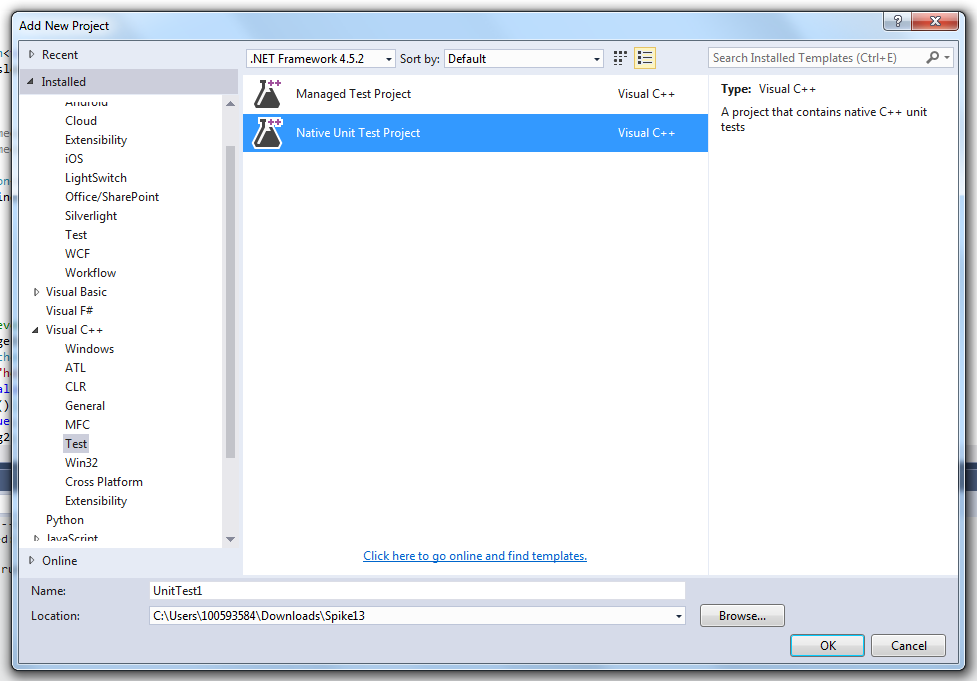 Add New Project
Recent
Installed
Android
Cloud
Extensibility
iOS
LightSwitch
Office/SharePoint
Silverlight
Test
WCF
Workflow
Visual Basic
Visual F#
Visual C++
Windows
ATL
CLR
General
MFC
Test
Win32
Cross Platform
Extensibility
Python
JavaScript
Online
.NET Framework 4.5.2 Sort by: Default
Managed Test Project Visual C++
Native Unit Test Project Visual C++
Click here to go online and find templates.
Search Installed Templates (Ctrl+E)
Type: Visual C++
A project that contains native C++ unit
tests
Name: UnitTest1
Location: C:\Users\100593584\Downloads\Spike13
Browse...
OK Cancel